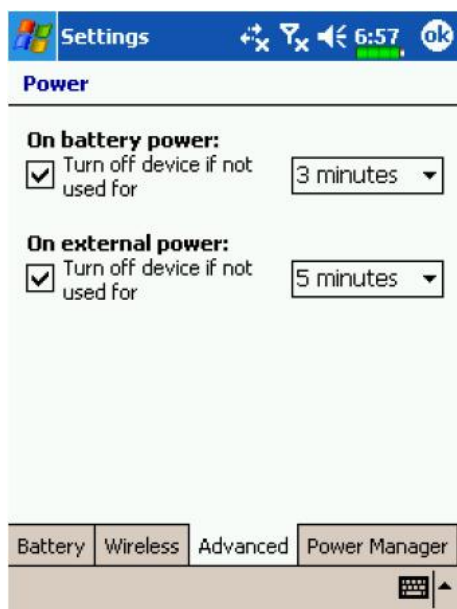 Settings 6:57 ok
Power
On battery power:
Turn off device if not
used for
3 minutes
On external power:
Turn off device if not
used for
5 minutes
Battery Wireless Advanced Power Manager